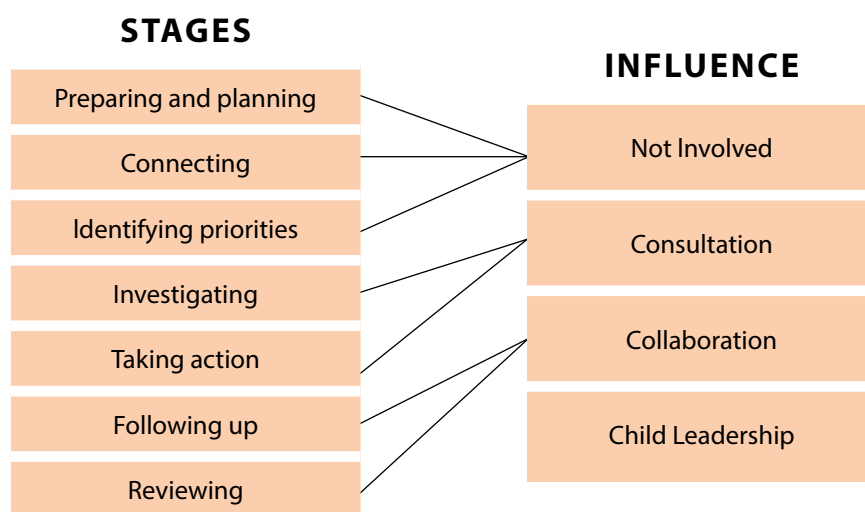 STAGES
Preparing and planning
Connecting
Identifying priorities
Investigating
Taking action
Following up
Reviewing
INFLUENCE
Not Involved
Consultation
Collaboration
Child Leadership